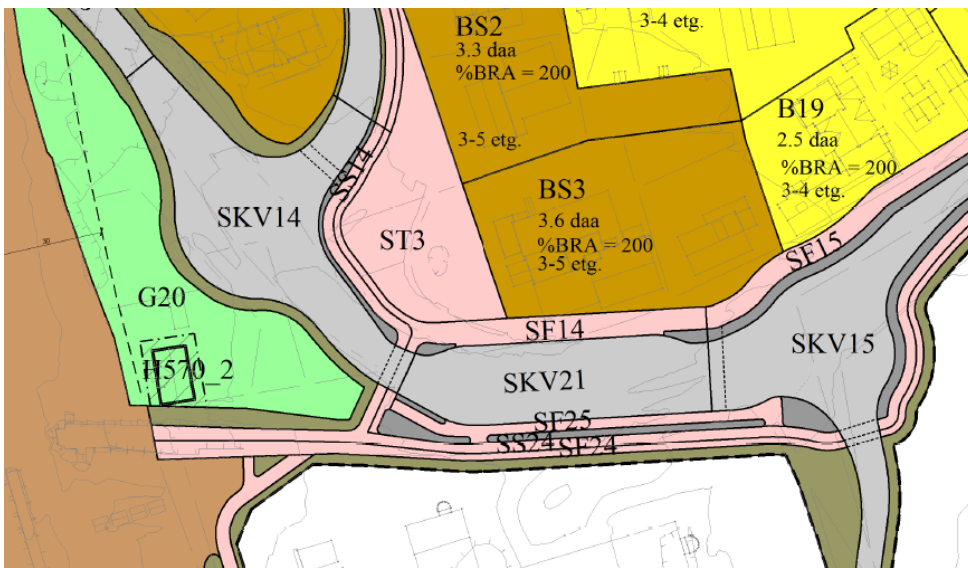 BS2
3.3 daa
%BRA = 200
3-5 etg.
3-4 etg.
B19
2.5 daa
%BRA = 200
3-4 etg.
SS14
BS3
3.6 daa
%BRA = 200
3-5 etg.
SKV14
ST3
SF15
G20
SF14
SKV15
H570_2
SKV21
SF25
SS24
SF24